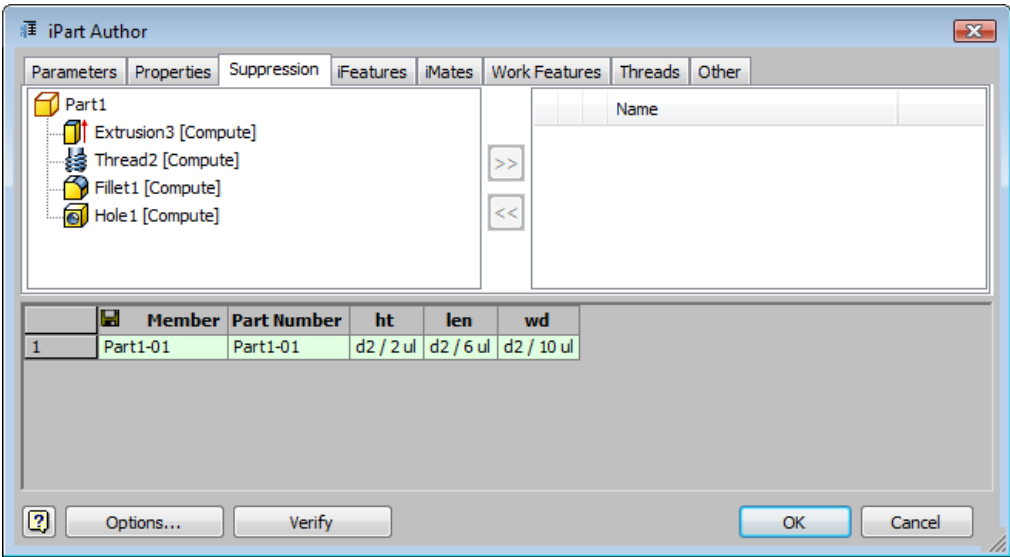 iPart Author
Parameters Properties Suppression iFeatures iMates Work Features Threads Other
Part1
Name
Extrusion3 [Compute]
Thread2 [Compute]
>>
Fillet1 [Compute]
<<
Hole1 [Compute]
Member Part Number ht len wd
1 Part1-01 Part1-01 d2 / 2 ul d2 / 6 ul d2 / 10 ul
? Options... Verify OK Cancel